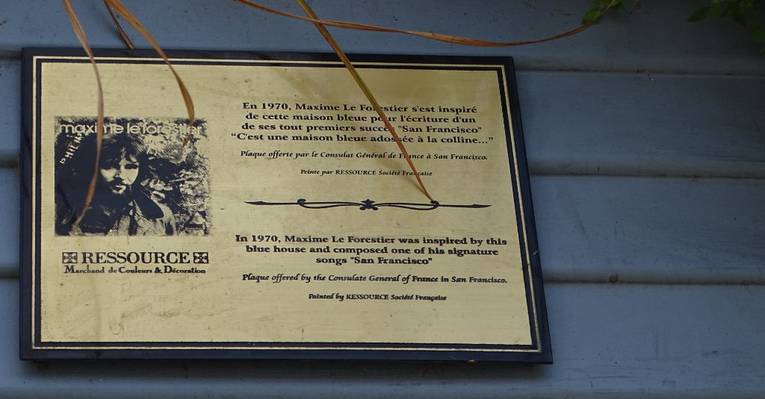 maxime le forestier
En 1970, Maxime Le Forestier s'est inspiré
de cette maison bleue pour l'écriture d'un
de ses tout premiers succès "San Francisco"
"C'est une maison bleue adossée à la colline..."
Plaque offerte par le Consulat Général de France à San Francisco.
Peinte par RESSOURCE Société Française
RESSOURCE
Marchand de Couleurs & Décoration
In 1970, Maxime Le Forestier was inspired by this
blue house and composed one of his signature
songs "San Francisco"
Plaque offered by the Consulate General of France in San Francisco.
Painted by RESSOURCE Société Française